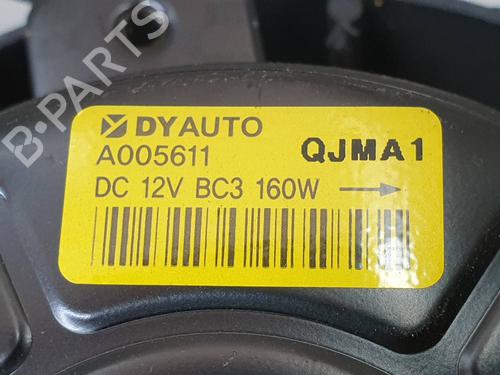 B-PARTS
DYAUTO
A005611 QJMA1
DC 12V BC3 160W →